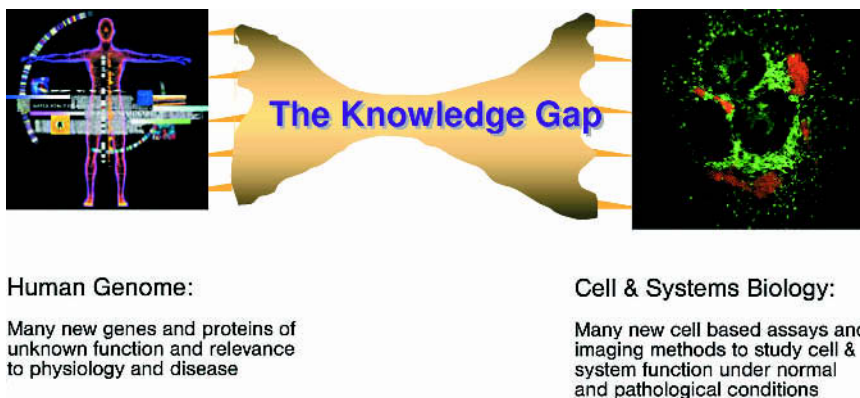 The Knowledge Gap
Human Genome:
Many new genes and proteins of
unknown function and relevance
to physiology and disease
Cell & Systems Biology:
Many new cell based assays and
imaging methods to study cell &
system function under normal
and pathological conditions